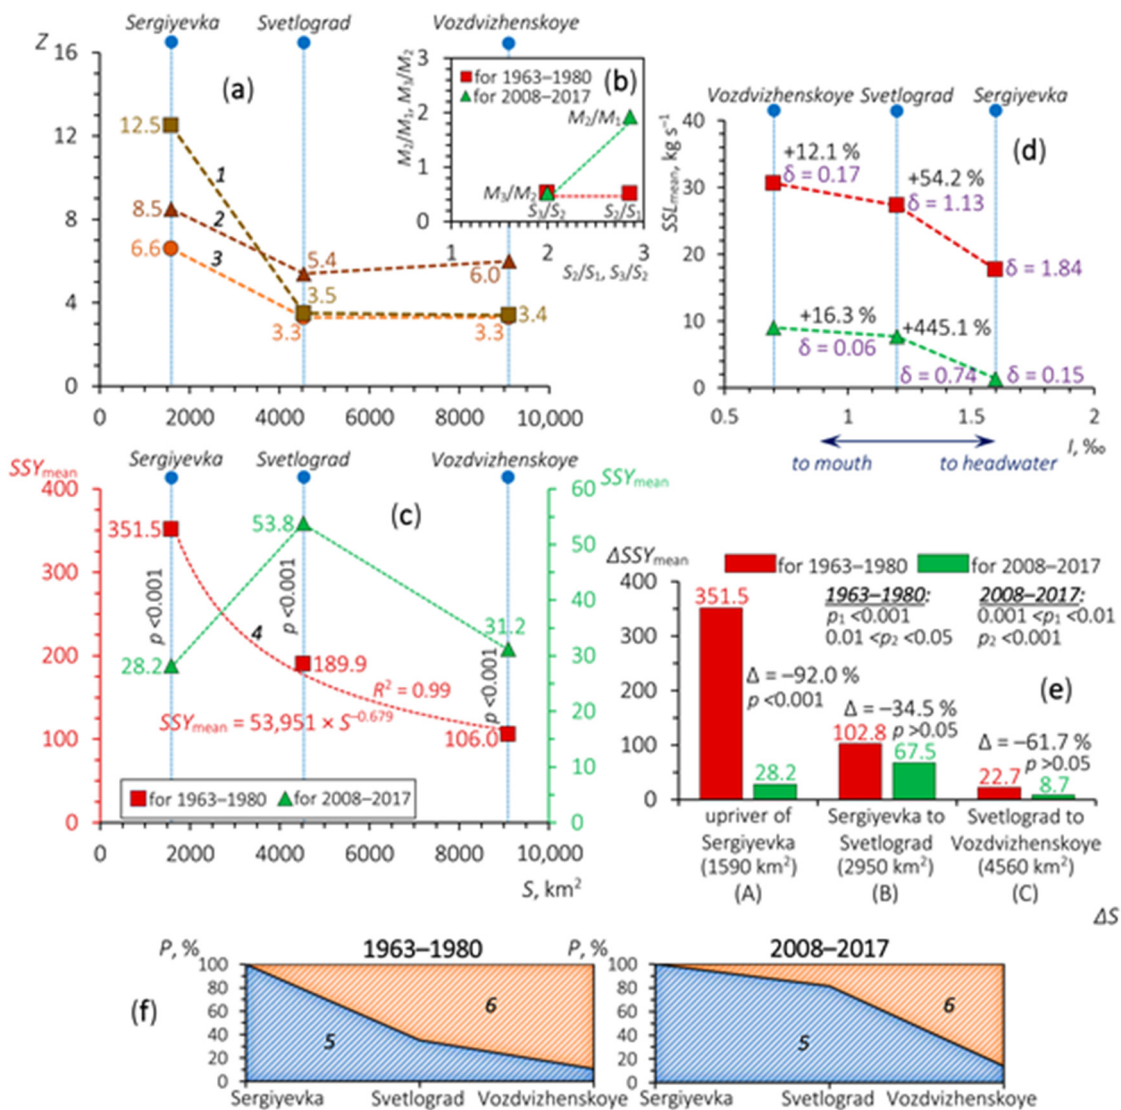 Sergiyevka Svetlograd Vozdvizhenskoye
Z
16
12
8
4
0
0 2000 4000 6000 8000 10,000
(a)
12.5
8.5
6.6
1
2
3
5.4
3.5
3.3
6.0
3.4
3.3
(b)
M2/M1, M3/M2
3
2
1
0
for 1963–1980
for 2008–2017
M2/M1
M3/M2
S3/S2 S2/S1
1 2 3
S2/S1, S3/S2
Vozdvizhenskoye Svetlograd Sergiyevka
(d)
SSLmean, kg s⁻¹
40
30
20
10
0
+12.1 %
δ = 0.17
+54.2 %
δ = 1.13
δ = 1.84
+16.3 %
δ = 0.06
+445.1 %
δ = 0.74
δ = 0.15
0.5 1 1.5 2
I, ‰
to mouth to headwater
Sergiyevka Svetlograd Vozdvizhenskoye
SSYmean
SSYmean
(c)
400
300
200
100
0
60
50
40
30
20
10
0
351.5
53.8
28.2
189.9
31.2
106.0
p <0.001
p <0.001
p <0.001
4
R² = 0.99
SSYmean = 53,951 × S⁻⁰·⁶⁷⁹
for 1963–1980 for 2008–2017
0 2000 4000 6000 8000 10,000
S, km²
ΔSSYmean
for 1963–1980 for 2008–2017
400
300
200
100
0
1963–1980:
p1 <0.001
0.01 <p2 <0.05
2008–2017:
0.001 <p1 <0.01
p2 <0.001
(e)
351.5
28.2
Δ = −92.0 %
p <0.001
Δ = −34.5 %
p >0.05
102.8
67.5
Δ = −61.7 %
p >0.05
22.7
8.7
upriver of
Sergiyevka
(1590 km²)
(A)
Sergiyevka to
Svetlograd
(2950 km²)
(B)
Svetlograd to
Vozdvizhenskoye
(4560 km²)
(C)
ΔS
(f)
P, % 1963–1980
100
80
60
40
20
0
5
6
Sergiyevka Svetlograd Vozdvizhenskoye
P, % 2008–2017
100
80
60
40
20
0
5
6
Sergiyevka Svetlograd Vozdvizhenskoye